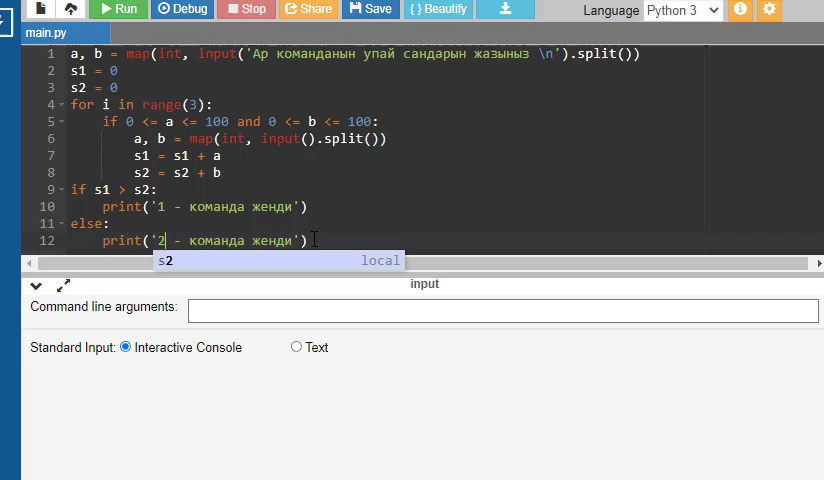 Run Debug Stop Share Save { } Beautify Language Python 3
main.py
1 a, b = map(int, input('Ар команданын упай сандарын жазыныз \n').split())
2 s1 = 0
3 s2 = 0
4 for i in range(3):
5 if 0 <= a <= 100 and 0 <= b <= 100:
6 a, b = map(int, input().split())
7 s1 = s1 + a
8 s2 = s2 + b
9 if s1 > s2:
10 print('1 - команда женди')
11 else:
12 print('2 - команда женди')
s2 local
input
Command line arguments:
Standard Input: Interactive Console Text